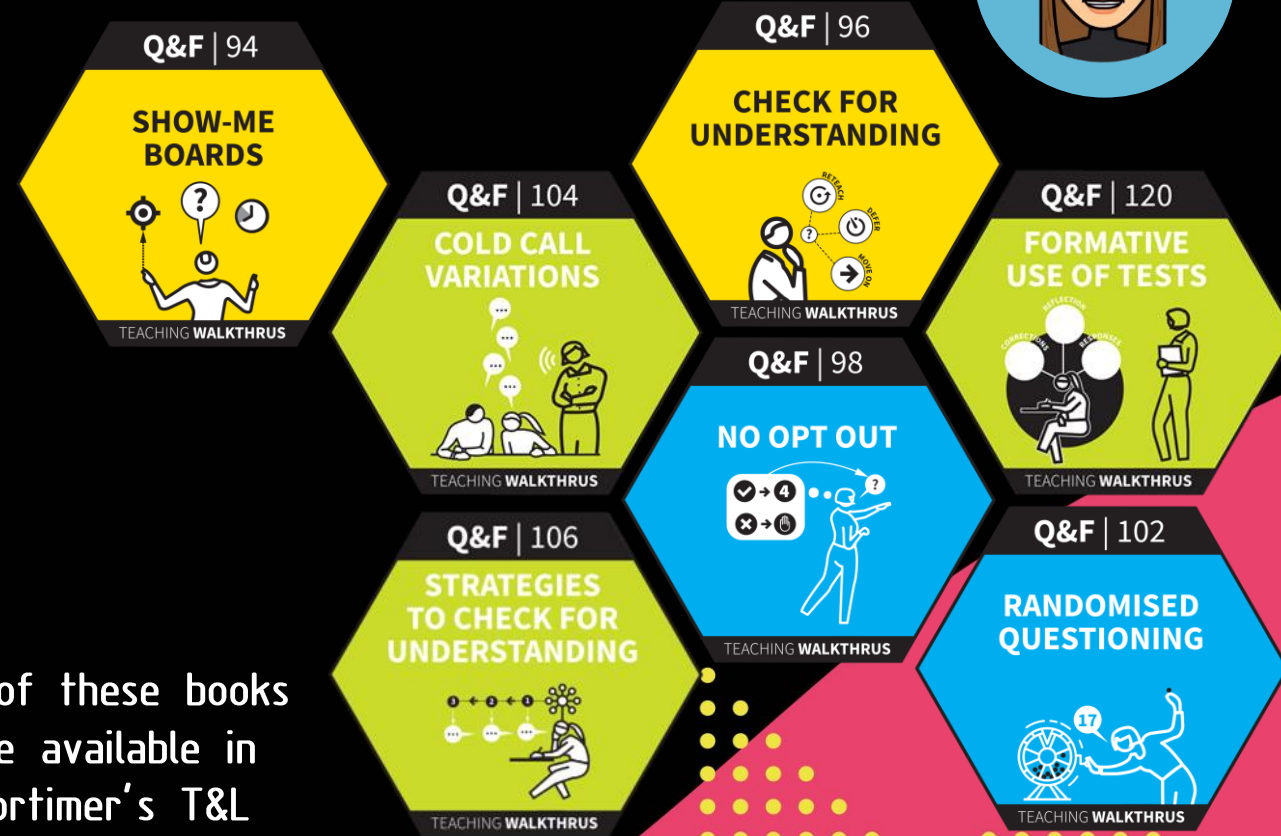 Q&F | 94
SHOW-ME
BOARDS
?
TEACHING WALKTHRUS
Q&F | 96
CHECK FOR
UNDERSTANDING
RETEACH
DEFER
?
MOVE ON
TEACHING WALKTHRUS
Q&F | 104
COLD CALL
VARIATIONS
...
...
...
...
TEACHING WALKTHRUS
Q&F | 120
FORMATIVE
USE OF TESTS
REFLECTION
CORRECTIONS
RESPONSES
TEACHING WALKTHRUS
Q&F | 98
NO OPT OUT
4
?
TEACHING WALKTHRUS
Q&F | 106
STRATEGIES
TO CHECK FOR
UNDERSTANDING
3 2 1
... ... ...
TEACHING WALKTHRUS
Q&F | 102
RANDOMISED
QUESTIONING
17
TEACHING WALKTHRUS
of these books
available in
T&L